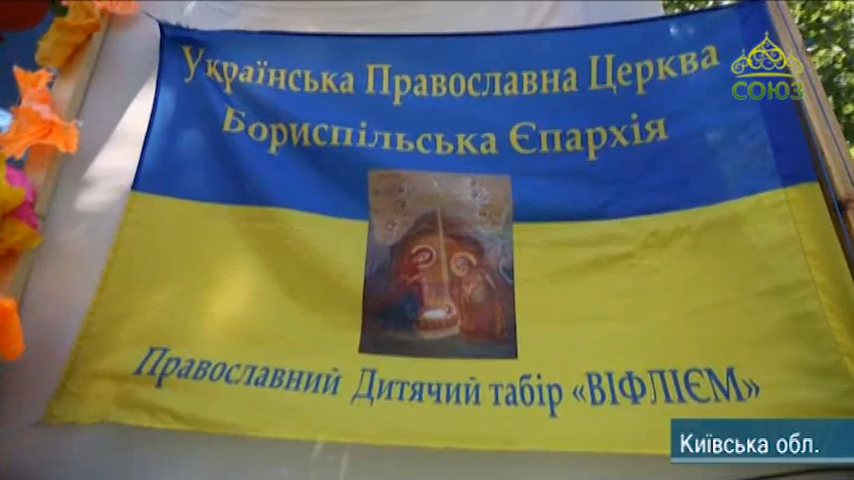 Українська Православна Церква
Бориспільська Єпархія
Православний Дитячий табір «ВІФЛІЄМ»
СОЮЗ
Київська обл.